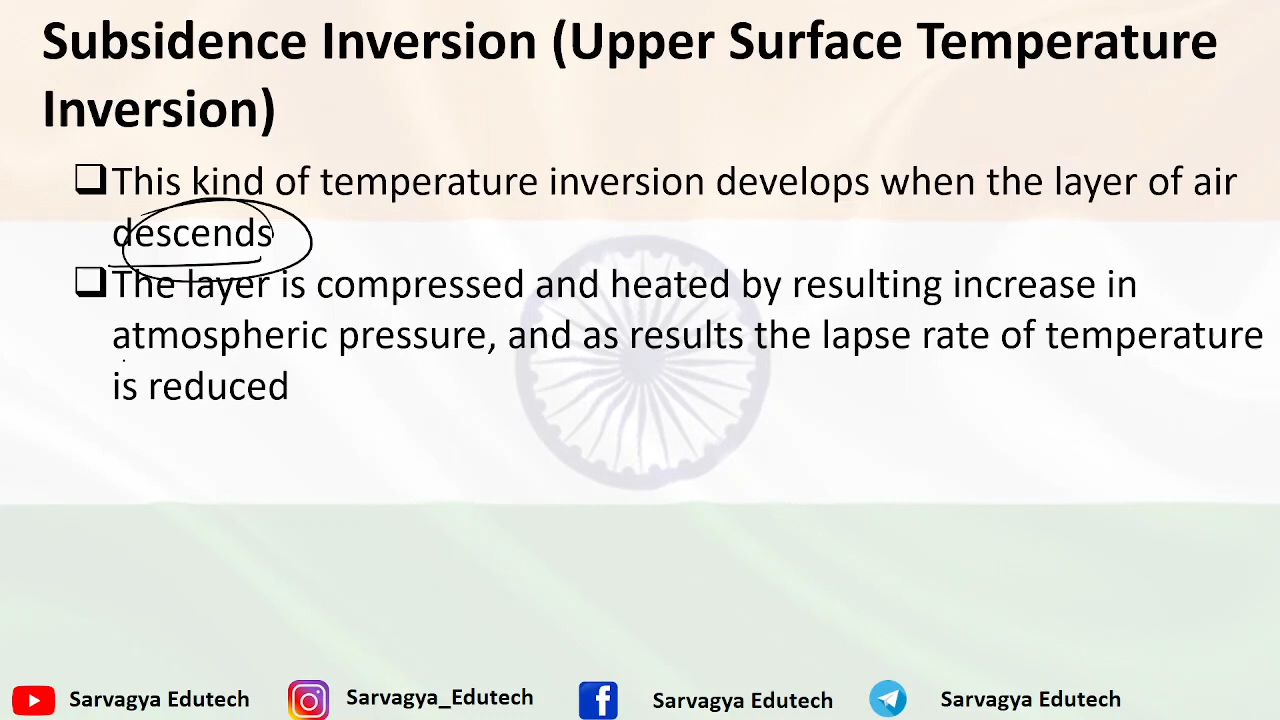 Subsidence Inversion (Upper Surface Temperature
Inversion)
❑This kind of temperature inversion develops when the layer of air
descends
❑The layer is compressed and heated by resulting increase in
atmospheric pressure, and as results the lapse rate of temperature
is reduced
Sarvagya Edutech Sarvagya_Edutech Sarvagya Edutech Sarvagya Edutech